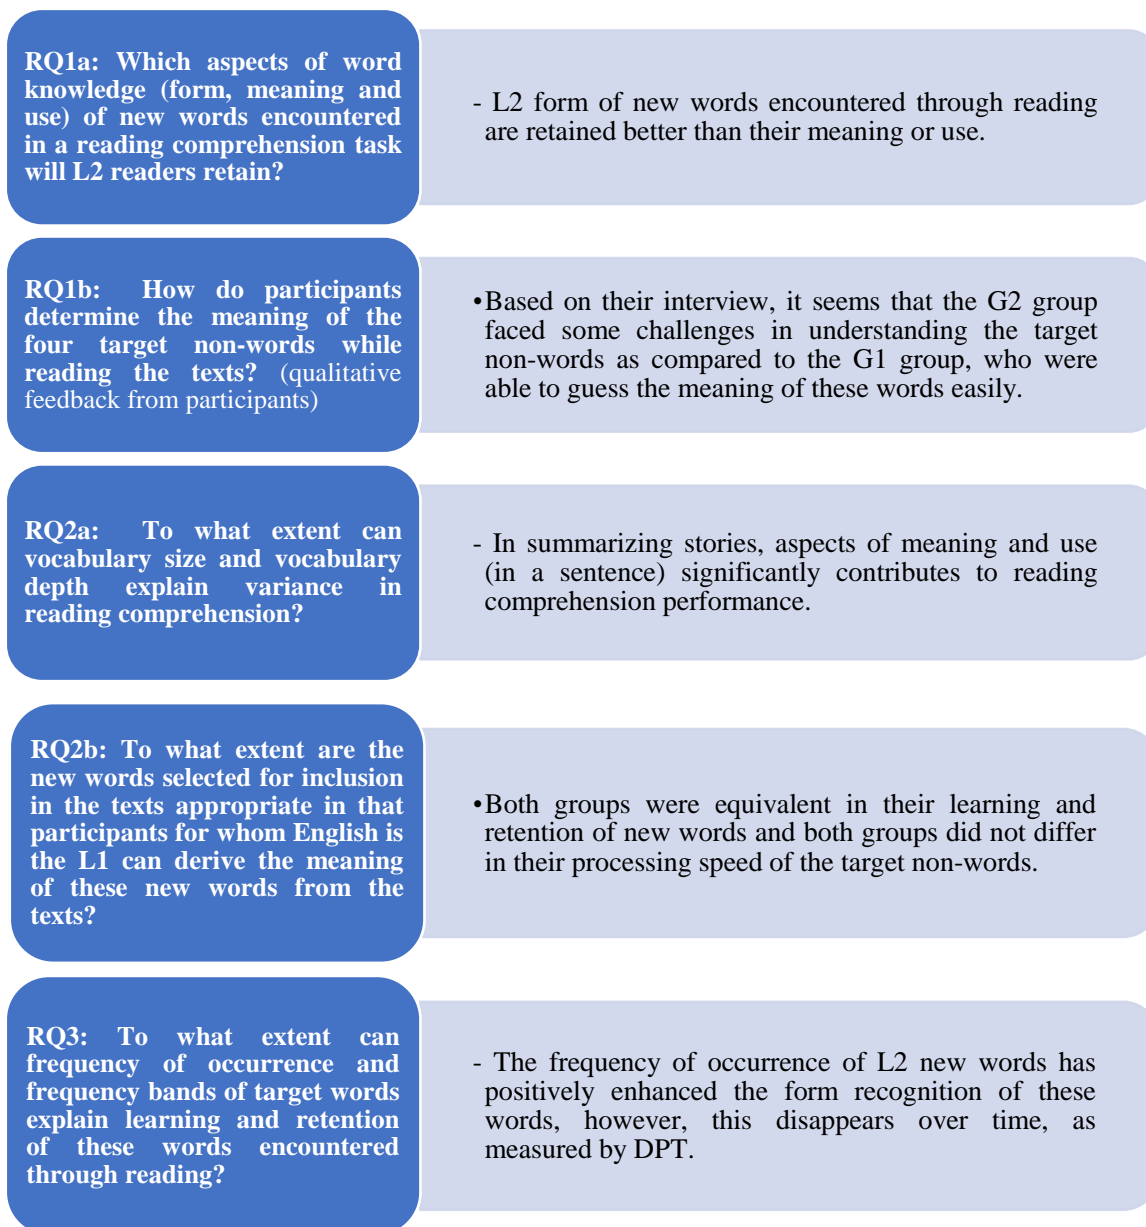 RQ1a: Which aspects of word
knowledge (form, meaning and
use) of new words encountered
in a reading comprehension task
will L2 readers retain?
- L2 form of new words encountered through reading
are retained better than their meaning or use.
RQ1b: How do participants
determine the meaning of the
four target non-words while
reading the texts? (qualitative
feedback from participants)
•Based on their interview, it seems that the G2 group
faced some challenges in understanding the target
non-words as compared to the G1 group, who were
able to guess the meaning of these words easily.
RQ2a: To what extent can
vocabulary size and vocabulary
depth explain variance in
reading comprehension?
- In summarizing stories, aspects of meaning and use
(in a sentence) significantly contributes to reading
comprehension performance.
RQ2b: To what extent are the
new words selected for inclusion
in the texts appropriate in that
participants for whom English is
the L1 can derive the meaning
of these new words from the
texts?
•Both groups were equivalent in their learning and
retention of new words and both groups did not differ
in their processing speed of the target non-words.
RQ3: To what extent can
frequency of occurrence and
frequency bands of target words
explain learning and retention
of these words encountered
through reading?
- The frequency of occurrence of L2 new words has
positively enhanced the form recognition of these
words, however, this disappears over time, as
measured by DPT.